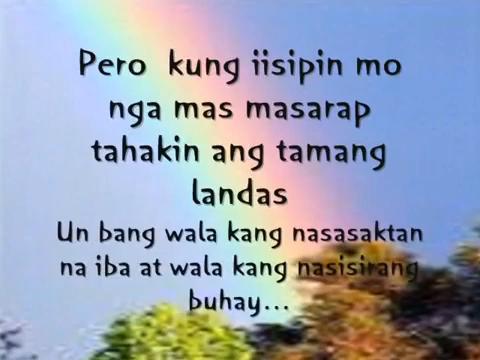 Pero kung iisipin mo
nga mas masarap
tahakin ang tamang
landas
Un bang wala kang nasasaktan
na iba at wala kang nasisirang
buhay...